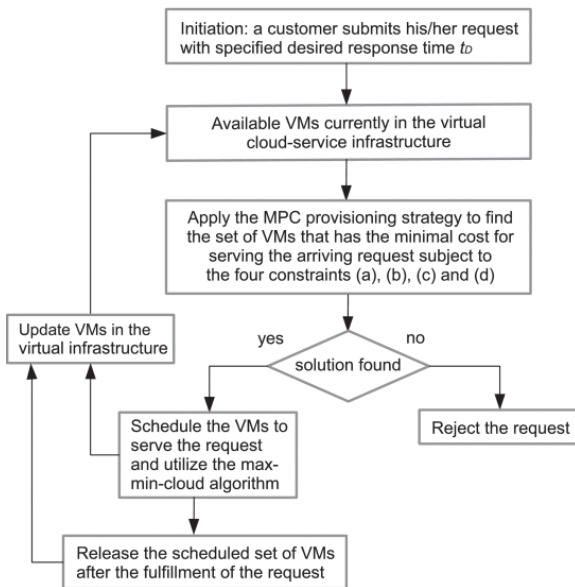 Initiation: a customer submits his/her request
with specified desired response time tD
Available VMs currently in the virtual
cloud-service infrastructure
Apply the MPC provisioning strategy to find
the set of VMs that has the minimal cost for
serving the arriving request subject to
the four constraints (a), (b), (c) and (d)
Update VMs in the
virtual infrastructure
yes
no
solution found
Schedule the VMs to
serve the request
and utilize the max-
min-cloud algorithm
Reject the request
Release the scheduled set of VMs
after the fulfillment of the request